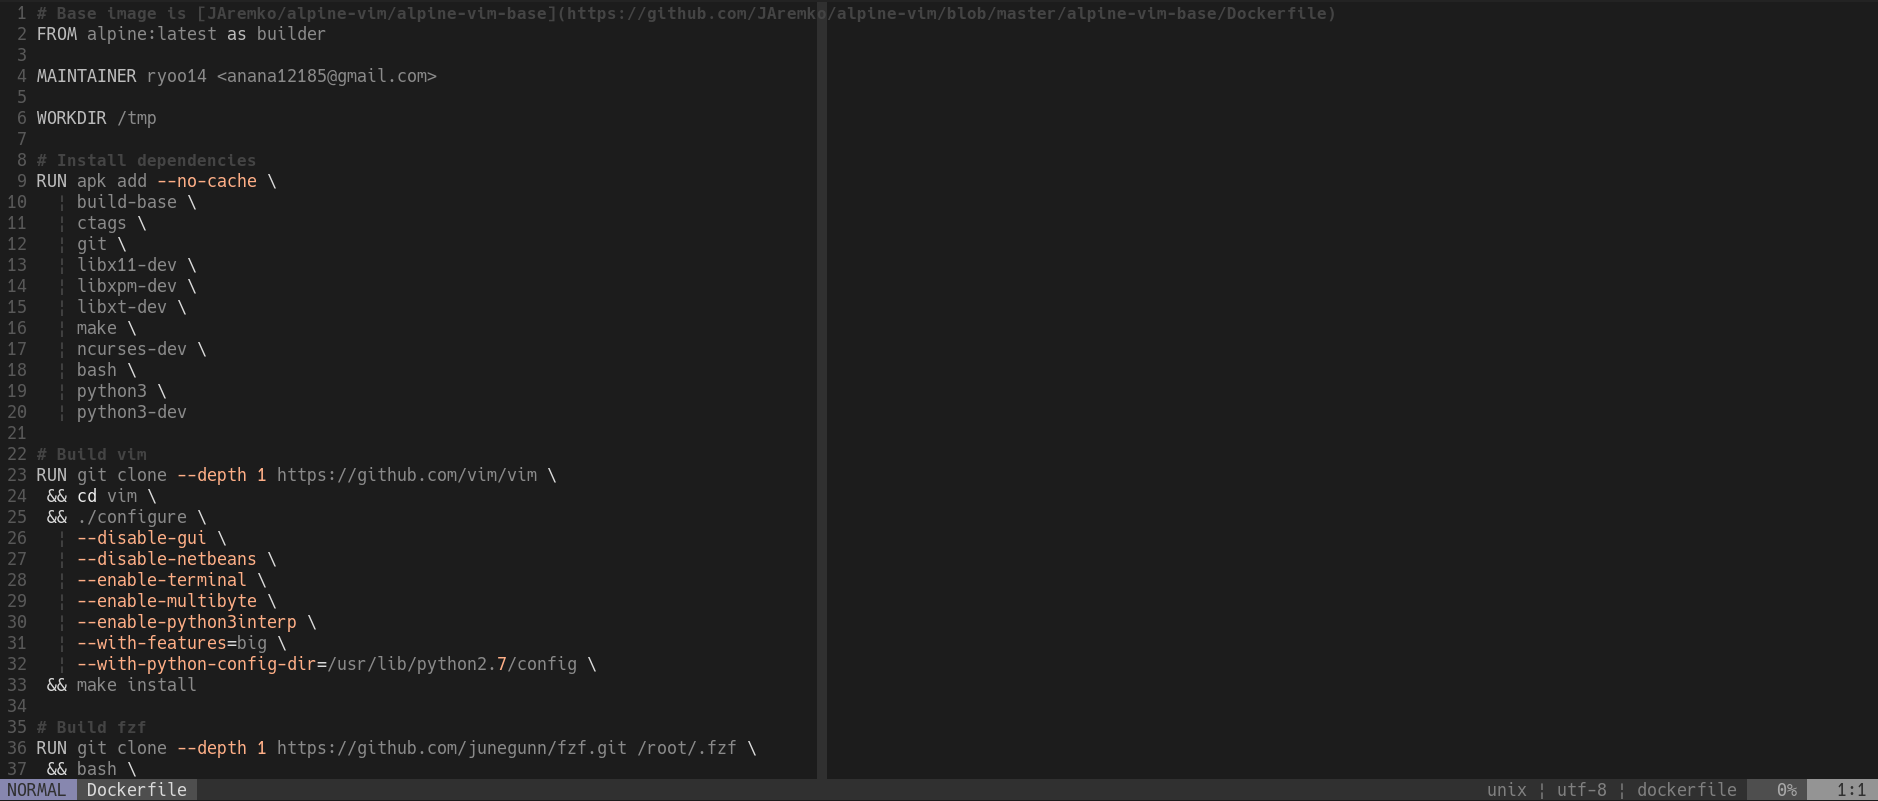 1 # Base image is [JAremko/alpine-vim/alpine-vim-base](https://github.com/JAremko/alpine-vim/blob/master/alpine-vim-base/Dockerfile)
2 FROM alpine:latest as builder
3
4 MAINTAINER ryoo14 <anana12185@gmail.com>
5
6 WORKDIR /tmp
7
8 # Install dependencies
9 RUN apk add --no-cache \
10 ¦ build-base \
11 ¦ ctags \
12 ¦ git \
13 ¦ libx11-dev \
14 ¦ libxpm-dev \
15 ¦ libxt-dev \
16 ¦ make \
17 ¦ ncurses-dev \
18 ¦ bash \
19 ¦ python3 \
20 ¦ python3-dev
21
22 # Build vim
23 RUN git clone --depth 1 https://github.com/vim/vim \
24 && cd vim \
25 && ./configure \
26 ¦ --disable-gui \
27 ¦ --disable-netbeans \
28 ¦ --enable-terminal \
29 ¦ --enable-multibyte \
30 ¦ --enable-python3interp \
31 ¦ --with-features=big \
32 ¦ --with-python-config-dir=/usr/lib/python2.7/config \
33 && make install
34
35 # Build fzf
36 RUN git clone --depth 1 https://github.com/junegunn/fzf.git /root/.fzf \
37 && bash \
NORMAL Dockerfile unix ¦ utf-8 ¦ dockerfile 0% 1:1